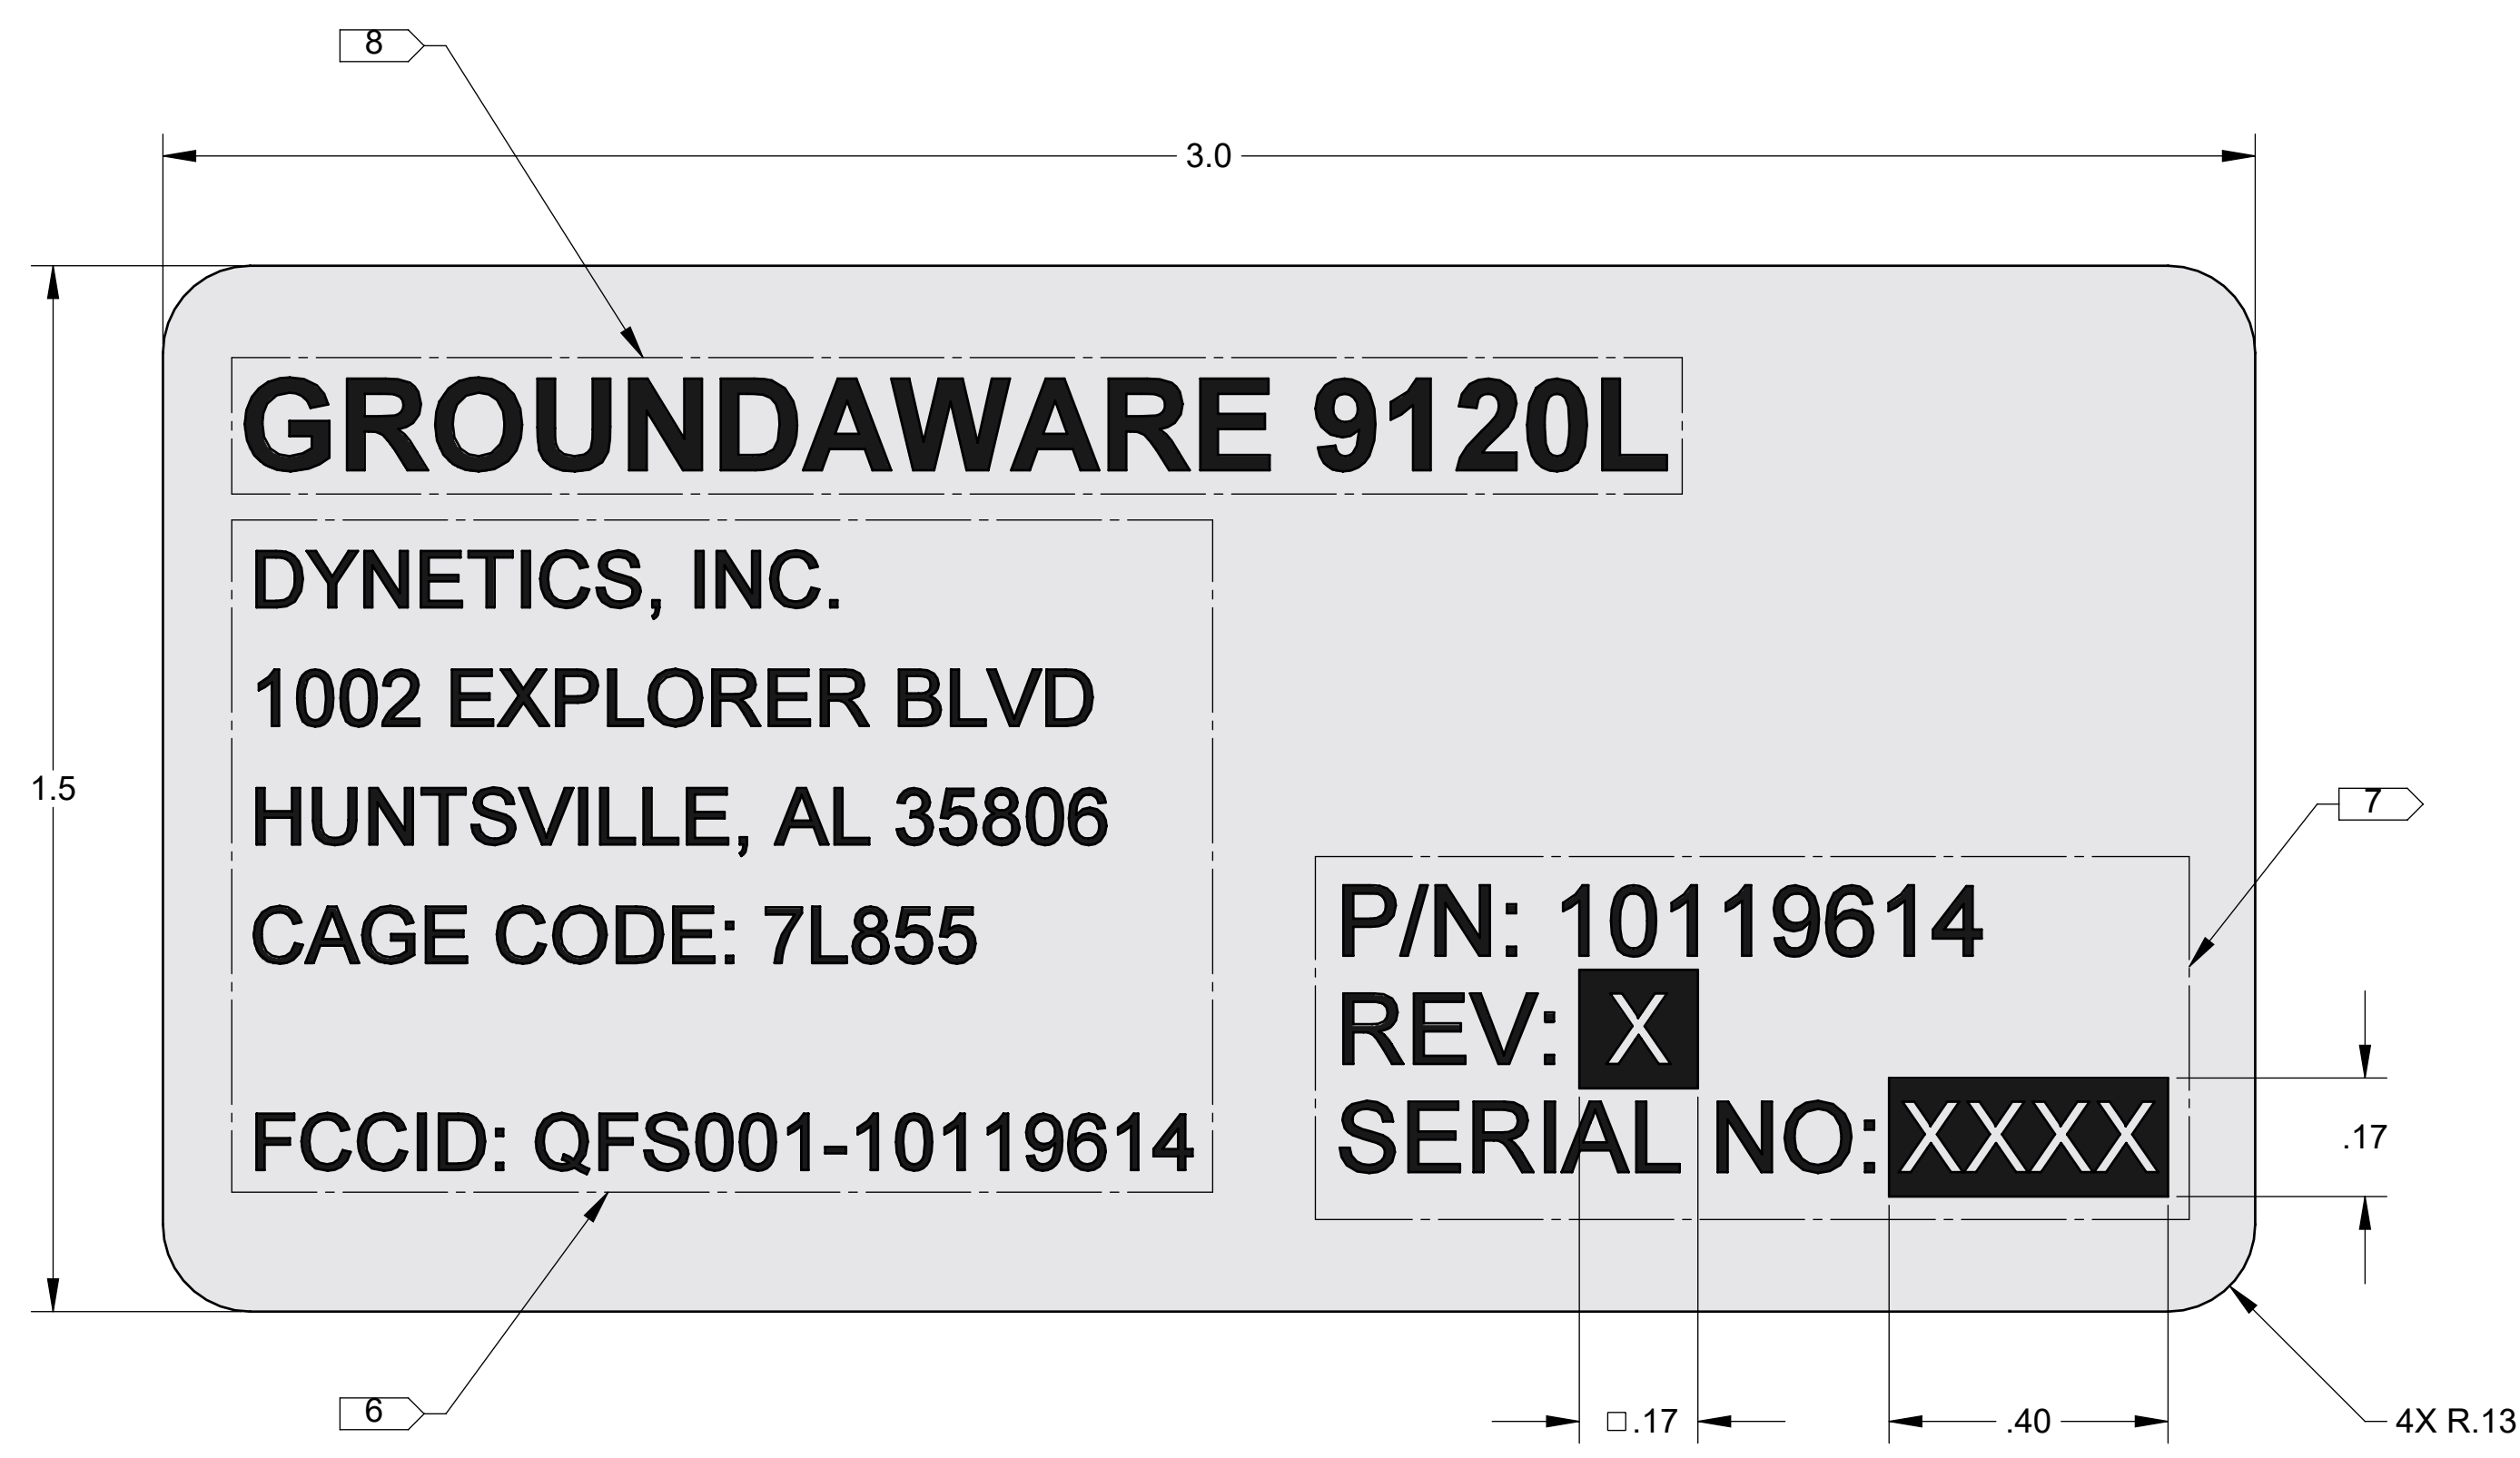 8
3.0
GROUNDAWARE 9120L
DYNETICS, INC.
1002 EXPLORER BLVD
1.5
HUNTSVILLE, AL 35806
7
CAGE CODE: 7L855
P/N: 10119614
REV: X
FCCID: QFS001-10119614
SERIAL NO: XXXX
.17
6
□.17
.40
4X R.13